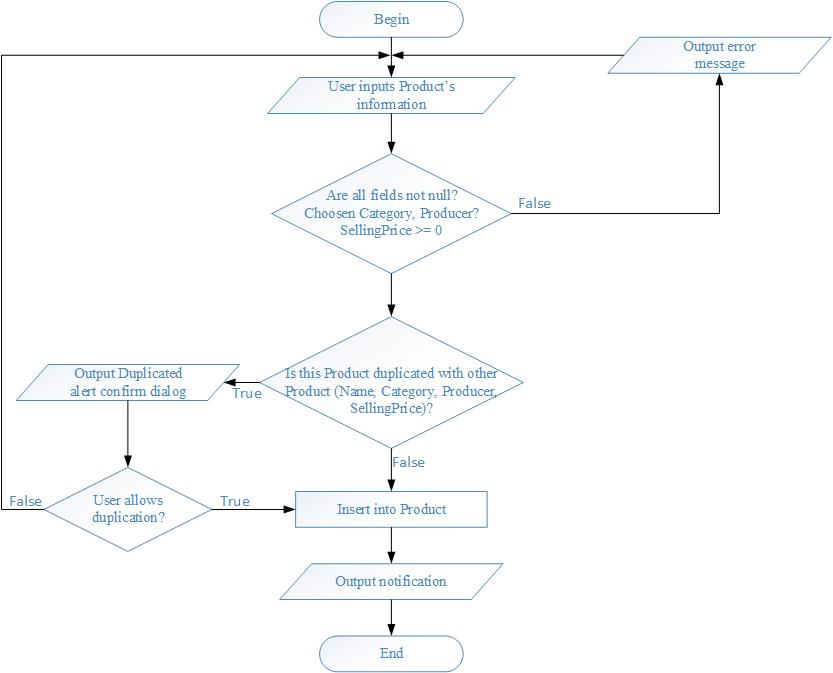 Begin
Output error
message
User inputs Product's
information
Are all fields not null?
Choosen Category, Producer?
SellingPrice >= 0
False
Is this Product duplicated with other
Product (Name, Category, Producer,
SellingPrice)?
True
Output Duplicated
alert confirm dialog
False
False
User allows
duplication?
True
Insert into Product
Output notification
End